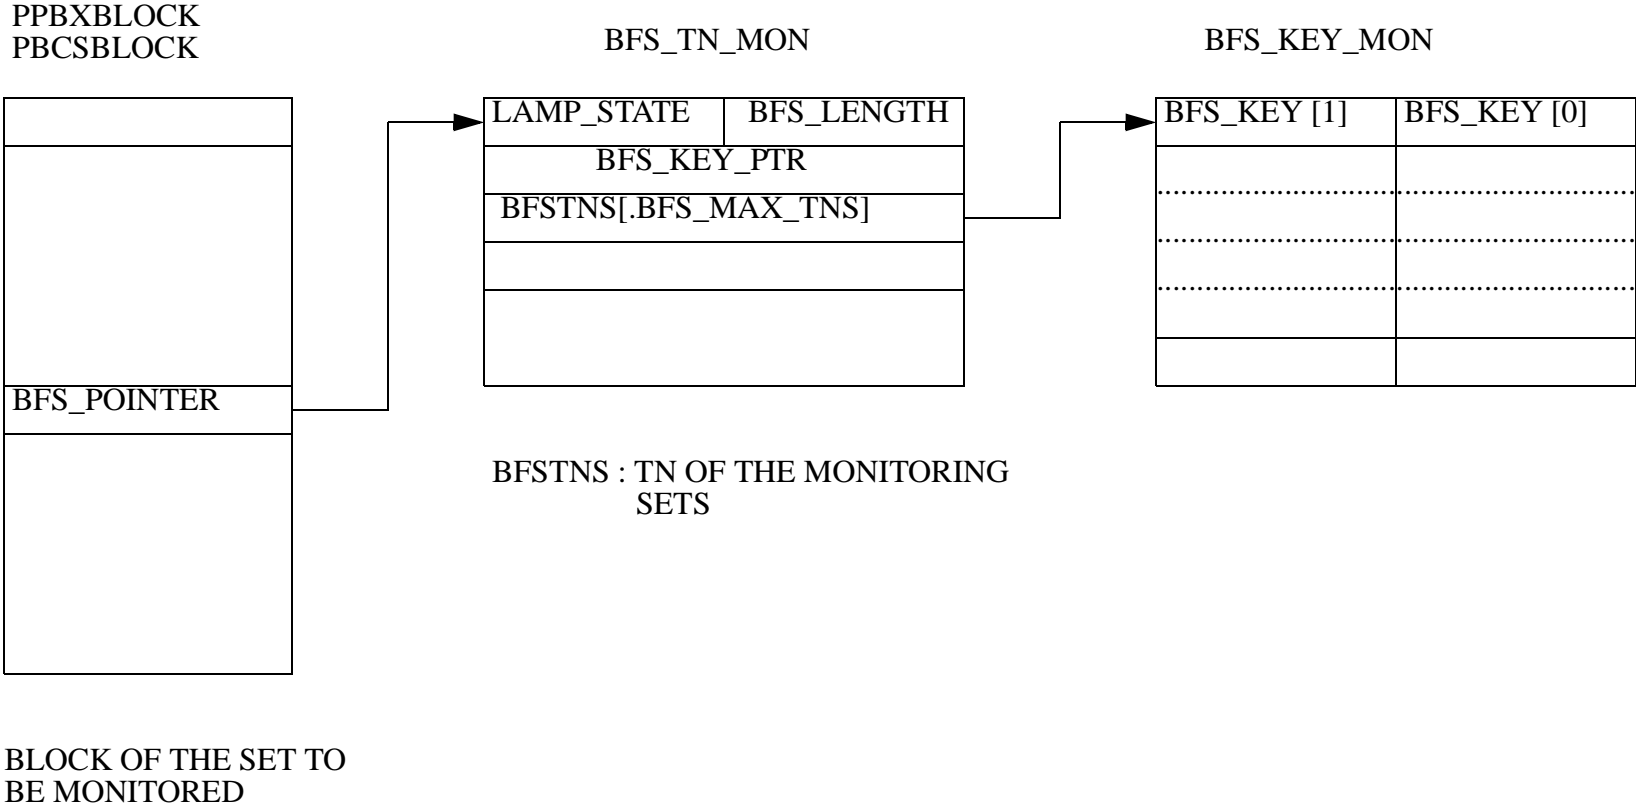 PPBXBLOCK
PBCSBLOCK
BFS_TN_MON
BFS_KEY_MON
LAMP_STATE
BFS_LENGTH
BFS_KEY_PTR
BFSTNS[.BFS_MAX_TNS]
BFS_KEY [1]
BFS_KEY [0]
BFS_POINTER
BFSTNS : TN OF THE MONITORING
SETS
BLOCK OF THE SET TO
BE MONITORED